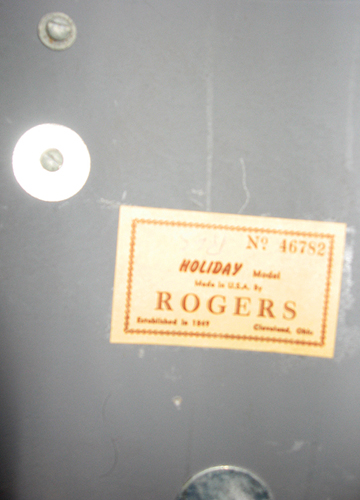 Nº 46782
HOLIDAY Model
Made in U.S.A. By
ROGERS
Established in 1849
Cleveland, Ohio